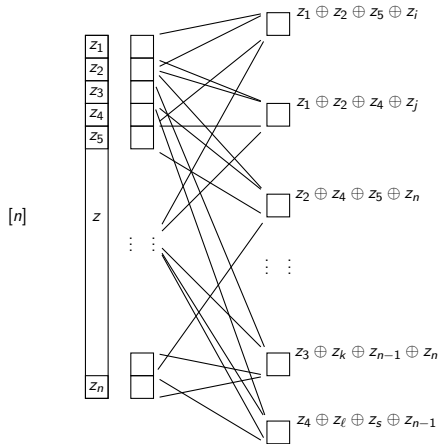 z₁ ⊕ z₂ ⊕ z₅ ⊕ zᵢ
z₁
z₂
z₃
z₄
z₅
z₁ ⊕ z₂ ⊕ z₄ ⊕ zⱼ
z₂ ⊕ z₄ ⊕ z₅ ⊕ zₙ
[n]
z
⋮ ⋮
⋮ ⋮
z₃ ⊕ zₖ ⊕ zₙ₋₁ ⊕ zₙ
zₙ
z₄ ⊕ z_ℓ ⊕ zₛ ⊕ zₙ₋₁